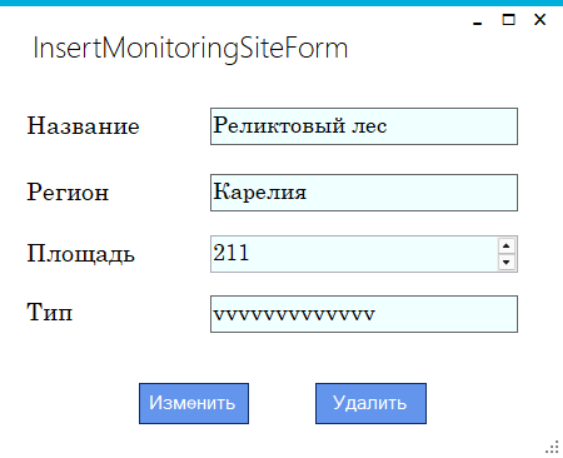 InsertMonitoringSiteForm
Название
Реликтовый лес
Регион
Карелия
Площадь
211
Тип
vvvvvvvvvvvvv
Изменить
Удалить